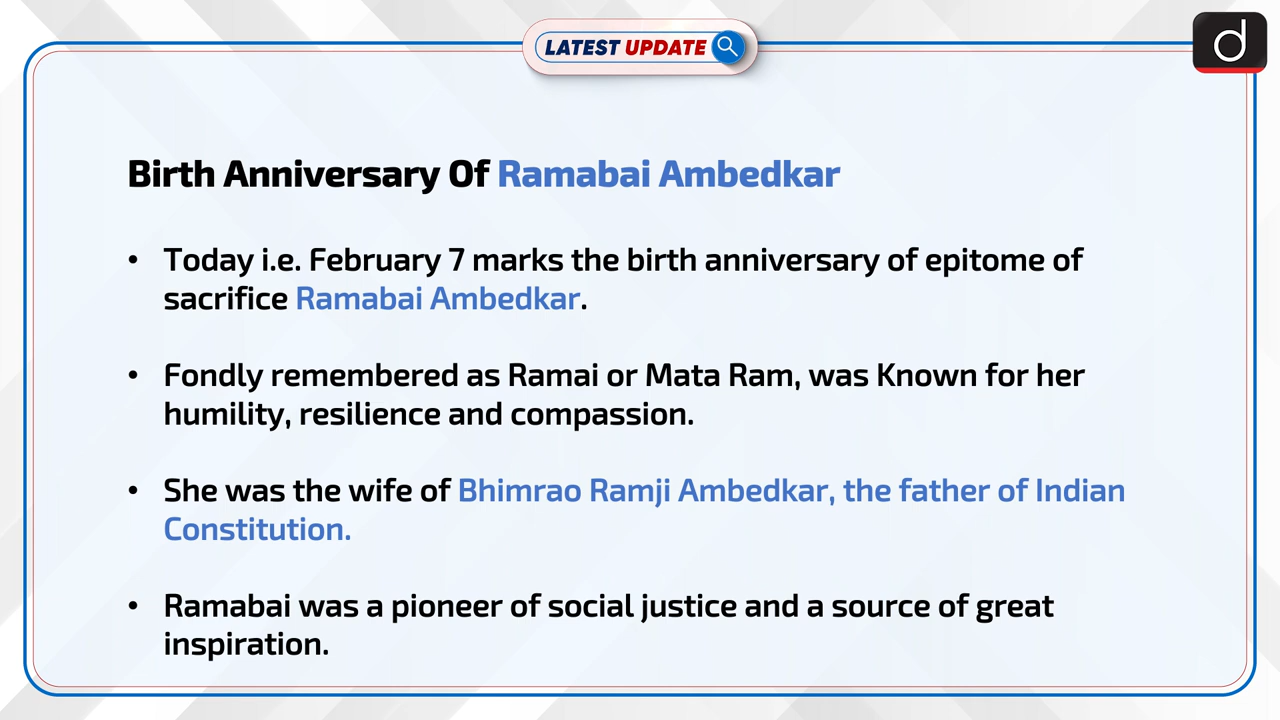 LATEST UPDATE
d
Birth Anniversary Of Ramabai Ambedkar
• Today i.e. February 7 marks the birth anniversary of epitome of
sacrifice Ramabai Ambedkar.
• Fondly remembered as Ramai or Mata Ram, was Known for her
humility, resilience and compassion.
• She was the wife of Bhimrao Ramji Ambedkar, the father of Indian
Constitution.
• Ramabai was a pioneer of social justice and a source of great
inspiration.